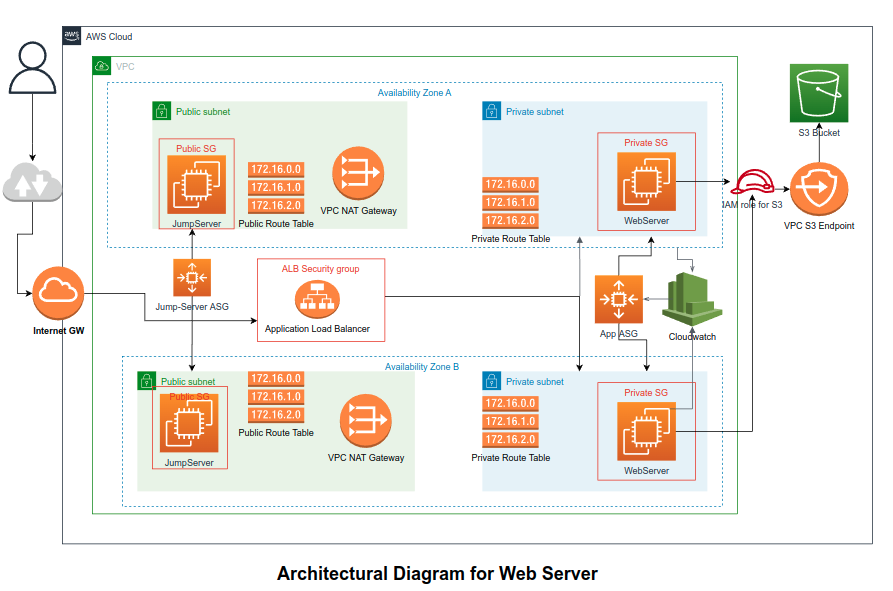 aws
AWS Cloud
VPC
Availability Zone A
Public subnet
Private subnet
Public SG
JumpServer
172.16.0.0
172.16.1.0
172.16.2.0
Public Route Table
VPC NAT Gateway
172.16.0.0
172.16.1.0
172.16.2.0
Private Route Table
Private SG
WebServer
IAM role for S3
S3 Bucket
VPC S3 Endpoint
Internet GW
Jump-Server ASG
ALB Security group
Application Load Balancer
App ASG
Cloudwatch
Availability Zone B
Public subnet
Private subnet
Public SG
JumpServer
172.16.0.0
172.16.1.0
172.16.2.0
Public Route Table
VPC NAT Gateway
172.16.0.0
172.16.1.0
172.16.2.0
Private Route Table
Private SG
WebServer
Architectural Diagram for Web Server